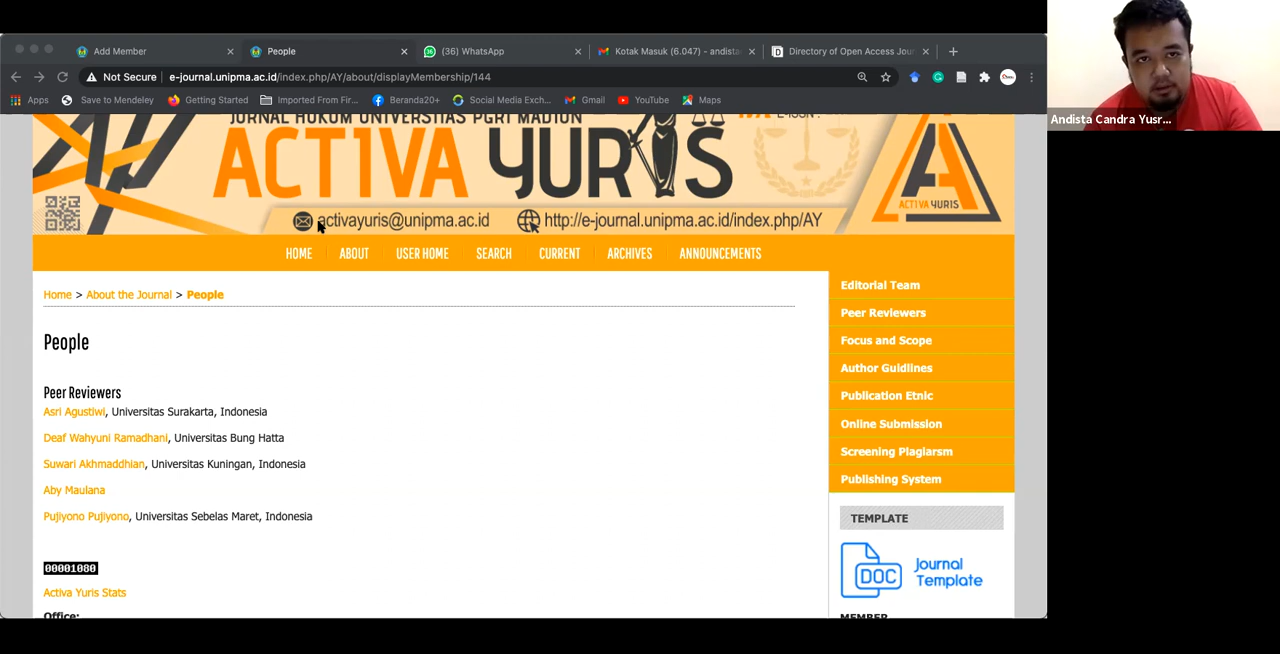 Add Member
People
(36) WhatsApp
Kotak Masuk (6.047) - andista
Directory of Open Access Jou
Not Secure | e-journal.unipma.ac.id/index.php/AY/about/displayMembership/144
Apps
Save to Mendeley
Getting Started
Imported From Fir...
Beranda20+
Social Media Exch...
Gmail
YouTube
Maps
Andista Candra Yusr...
JURNAL HUKUM UNIVERSITAS PGRI MADIUN
E-ISSN :
ACTIVA YURIS
ACTIVA YURIS
activayuris@unipma.ac.id
http://e-journal.unipma.ac.id/index.php/AY
HOME
ABOUT
USER HOME
SEARCH
CURRENT
ARCHIVES
ANNOUNCEMENTS
Home > About the Journal > People
People
Peer Reviewers
Asri Agustiwi, Universitas Surakarta, Indonesia
Deaf Wahyuni Ramadhani, Universitas Bung Hatta
Suwari Akhmaddhian, Universitas Kuningan, Indonesia
Aby Maulana
Pujiyono Pujiyono, Universitas Sebelas Maret, Indonesia
00001080
Activa Yuris Stats
Office:
Editorial Team
Peer Reviewers
Focus and Scope
Author Guidlines
Publication Etnic
Online Submission
Screening Plagiarsm
Publishing System
TEMPLATE
DOC
Journal
Template
MEMBER